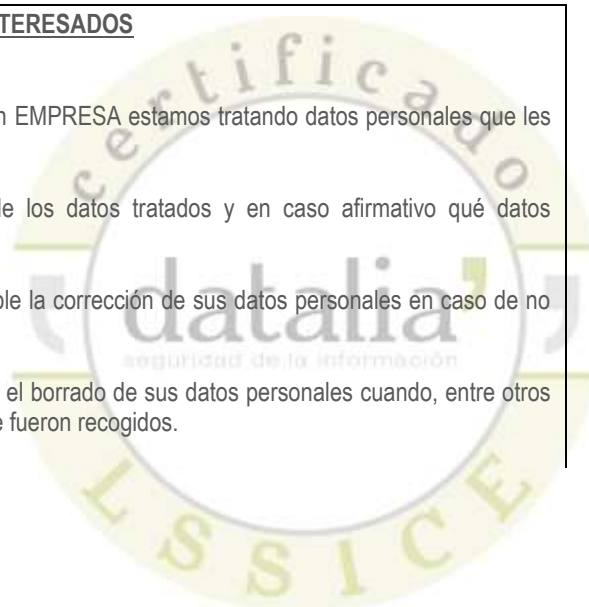 TERESADOS
certificado
n EMPRESA estamos tratando datos personales que les
le los datos tratados y en caso afirmativo qué datos
datalia
ble la corrección de sus datos personales en caso de no
seguridad de la información
el borrado de sus datos personales cuando, entre otros
e fueron recogidos.
LSSICE